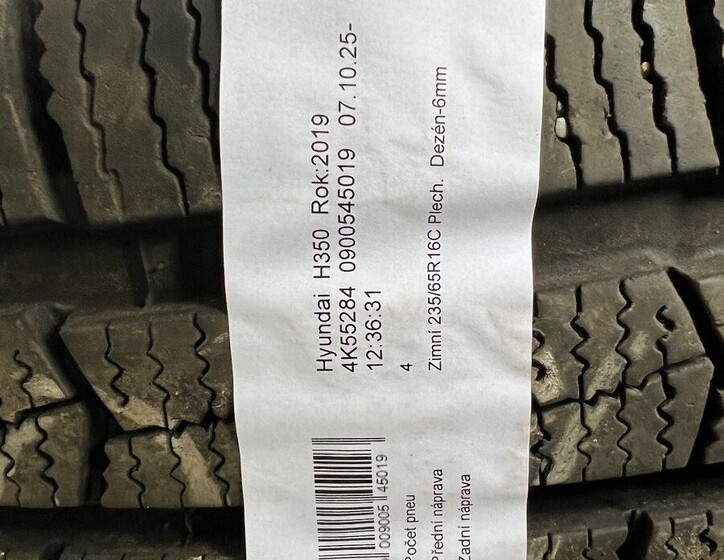 Hyundai H350 Rok:2019
4K55284 0900545019 07.10.25-
12:36:31
009005 45019
Počet pneu 4
Přední náprava Zimní 235/65R16C Plech. Dezén-6mm
Zadní náprava